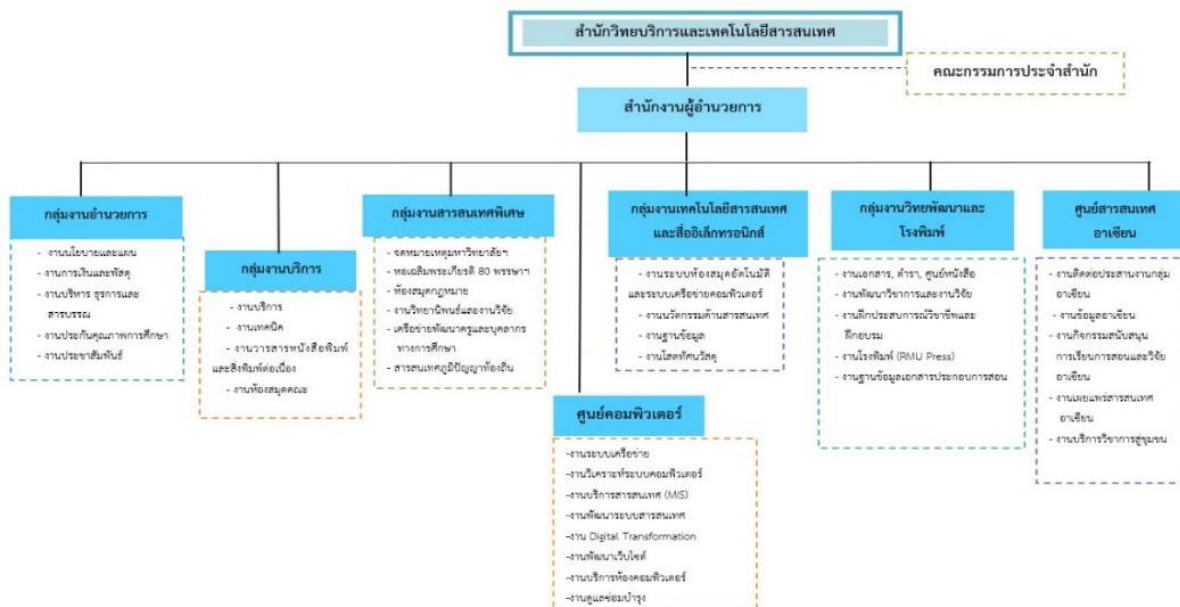 สำนักวิทยบริการและเทคโนโลยีสารสนเทศ
คณะกรรมการประจำสำนัก
สำนักงานผู้อำนวยการ
กลุ่มงานอำนวยการ
- งานนโยบายและแผน
- งานการเงินและพัสดุ
- งานบริหาร ธุรการและ
สารบรรณ
- งานประกันคุณภาพการศึกษา
- งานประชาสัมพันธ์
กลุ่มงานบริการ
- งานบริการ
- งานเทคนิค
- งานวารสารหนังสือพิมพ์
และสิ่งพิมพ์ต่อเนื่อง
- งานห้องสมุดคณะ
กลุ่มงานสารสนเทศพิเศษ
- จดหมายเหตุมหาวิทยาลัยฯ
- หอเฉลิมพระเกียรติ 80 พรรษาฯ
- ห้องสมุดกฎหมาย
- งานวิทยานิพนธ์และงานวิจัย
- เครือข่ายพัฒนาครูและบุคลากร
ทางการศึกษา
- สารสนเทศภูมิปัญญาท้องถิ่น
ศูนย์คอมพิวเตอร์
-งานระบบเครือข่าย
-งานวิเคราะห์ระบบคอมพิวเตอร์
-งานบริการสารสนเทศ (MIS)
-งานพัฒนาระบบสารสนเทศ
-งาน Digital Transformation
-งานพัฒนาเว็บไซต์
-งานบริการห้องคอมพิวเตอร์
-งานดูแลซ่อมบำรุง
กลุ่มงานเทคโนโลยีสารสนเทศ
และสื่ออิเล็กทรอนิกส์
-งานระบบห้องสมุดอัตโนมัติ
และระบบเครือข่ายคอมพิวเตอร์
-งานนวัตกรรมด้านสารสนเทศ
-งานฐานข้อมูล
-งานโสตทัศนวัสดุ
กลุ่มงานวิทยพัฒนาและ
โรงพิมพ์
-งานเอกสาร, ตำรา, ศูนย์หนังสือ
-งานพัฒนาวิชาการและงานวิจัย
-งานฝึกประสบการณ์วิชาชีพและ
ฝึกอบรม
-งานโรงพิมพ์ (RMU Press)
-งานฐานข้อมูลเอกสารประกอบการสอน
ศูนย์สารสนเทศ
อาเซียน
-งานติดต่อประสานงานกลุ่ม
อาเซียน
-งานข้อมูลอาเซียน
-งานกิจกรรมสนับสนุน
การเรียนการสอนและวิจัย
อาเซียน
-งานเผยแพร่สารสนเทศ
อาเซียน
-งานบริการวิชาการสู่ชุมชน